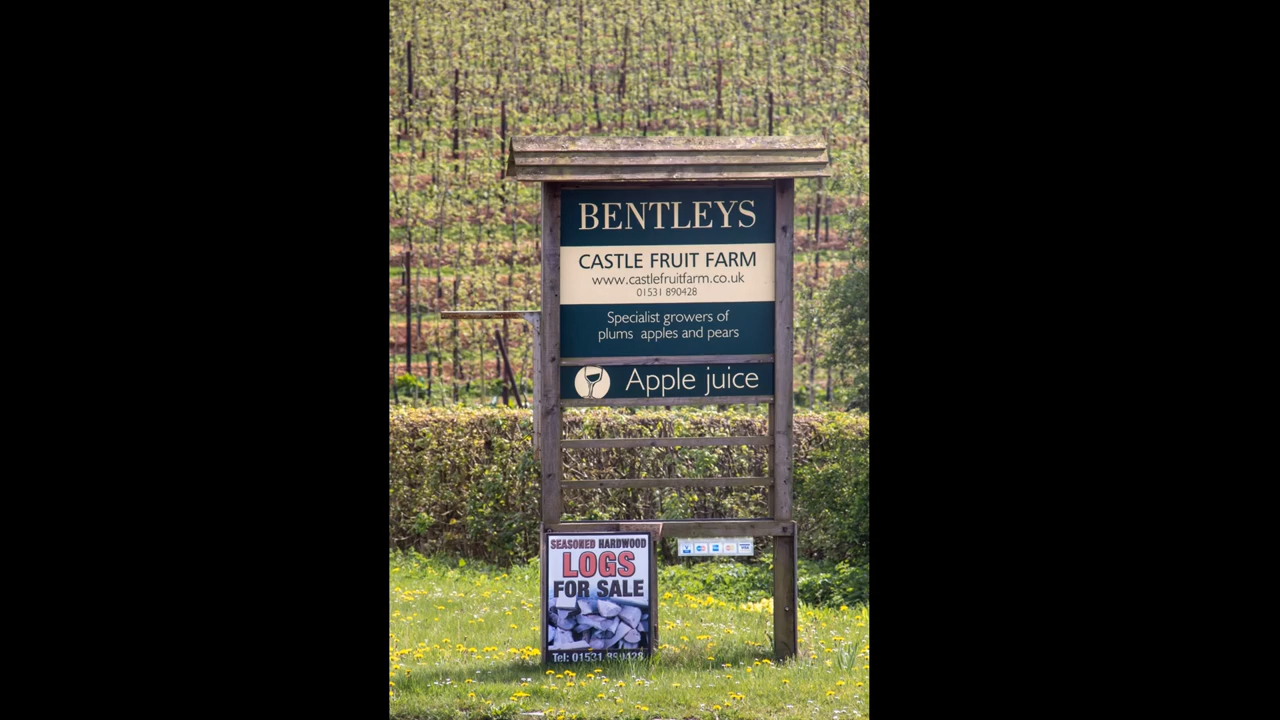 BENTLEYS
CASTLE FRUIT FARM
www.castlefruitfarm.co.uk
01531 890428
Specialist growers of
plums apples and pears
Apple juice
SEASONED HARDWOOD
LOGS
FOR SALE
Tel: 01531 890428